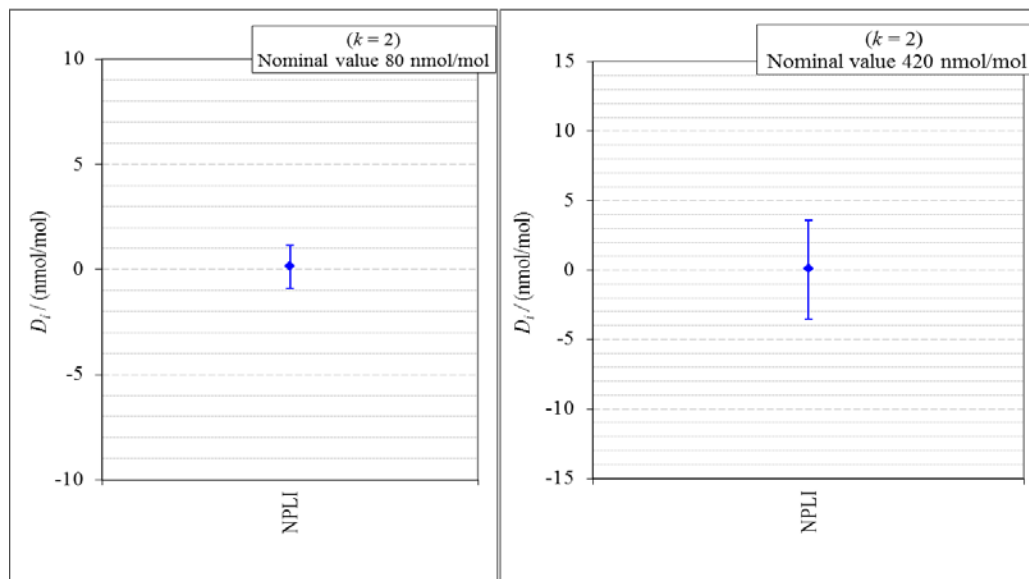 (k = 2)
Nominal value 80 nmol/mol
10
5
0
-5
-10
Di / (nmol/mol)
NPLI
(k = 2)
Nominal value 420 nmol/mol
15
10
5
0
-5
-10
-15
Di / (nmol/mol)
NPLI